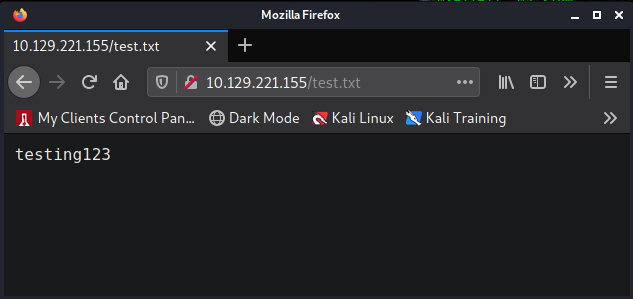 Mozilla Firefox
10.129.221.155/test.txt
10.129.221.155/test.txt
My Clients Control Pan... Dark Mode Kali Linux Kali Training
testing123